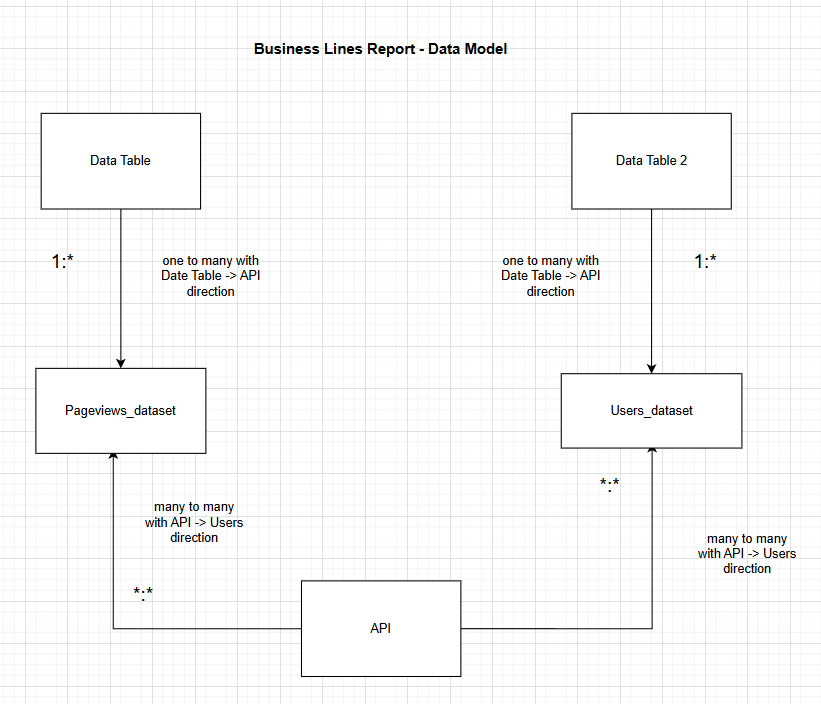 Business Lines Report - Data Model
Data Table
Data Table 2
1:*
one to many with
Date Table -> API
direction
one to many with
Date Table -> API
direction
1:*
Pageviews_dataset
Users_dataset
*:*
many to many
with API -> Users
direction
many to many
with API -> Users
direction
*:*
API